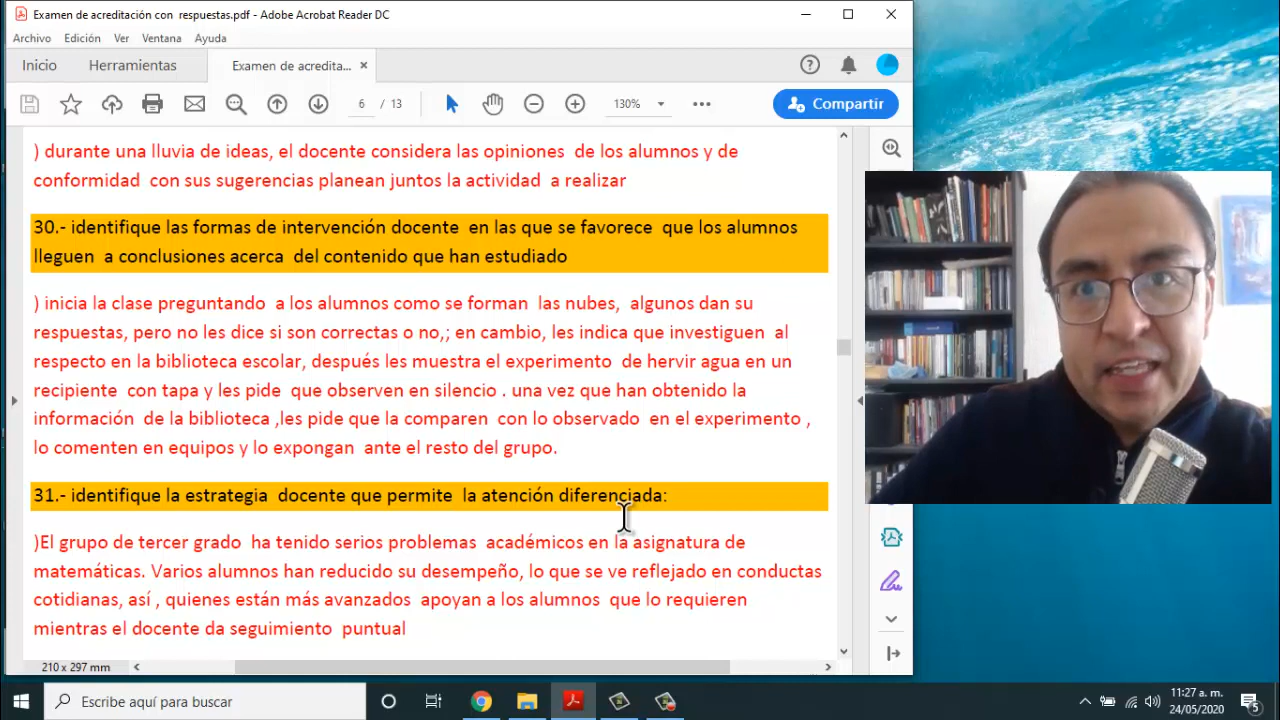 Examen de acreditación con  respuestas.pdf - Adobe Acrobat Reader DC
Archivo Edición Ver Ventana Ayuda
Inicio Herramientas Examen de acredita... ×
6 / 13 130% Compartir
) durante una lluvia de ideas, el docente considera las opiniones  de los alumnos y de
conformidad  con sus sugerencias planean juntos la actividad  a realizar
30.- identifique las formas de intervención docente  en las que se favorece  que los alumnos
lleguen  a conclusiones acerca  del contenido que han estudiado
) inicia la clase preguntando  a los alumnos como se forman  las nubes,  algunos dan su
respuestas, pero no les dice si son correctas o no,; en cambio, les indica que investiguen  al
respecto en la biblioteca escolar, después les muestra el experimento  de hervir agua en un
recipiente  con tapa y les pide  que observen en silencio . una vez que han obtenido la
información  de la biblioteca ,les pide que la comparen  con lo observado  en el experimento ,
lo comenten en equipos y lo expongan  ante el resto del grupo.
31.- identifique la estrategia  docente que permite  la atención diferenciada:
)El grupo de tercer grado  ha tenido serios problemas  académicos en la asignatura de
matemáticas. Varios alumnos han reducido su desempeño, lo que se ve reflejado en conductas
cotidianas, así , quienes están más avanzados  apoyan a los alumnos  que lo requieren
mientras el docente da seguimiento  puntual
210 x 297 mm
Escribe aquí para buscar
11:27 a. m.
24/05/2020
5